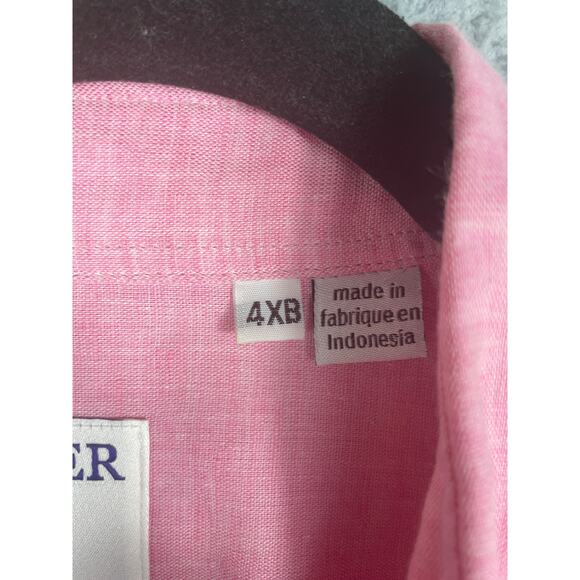 4XB
made in
fabrique en
Indonesia
ER